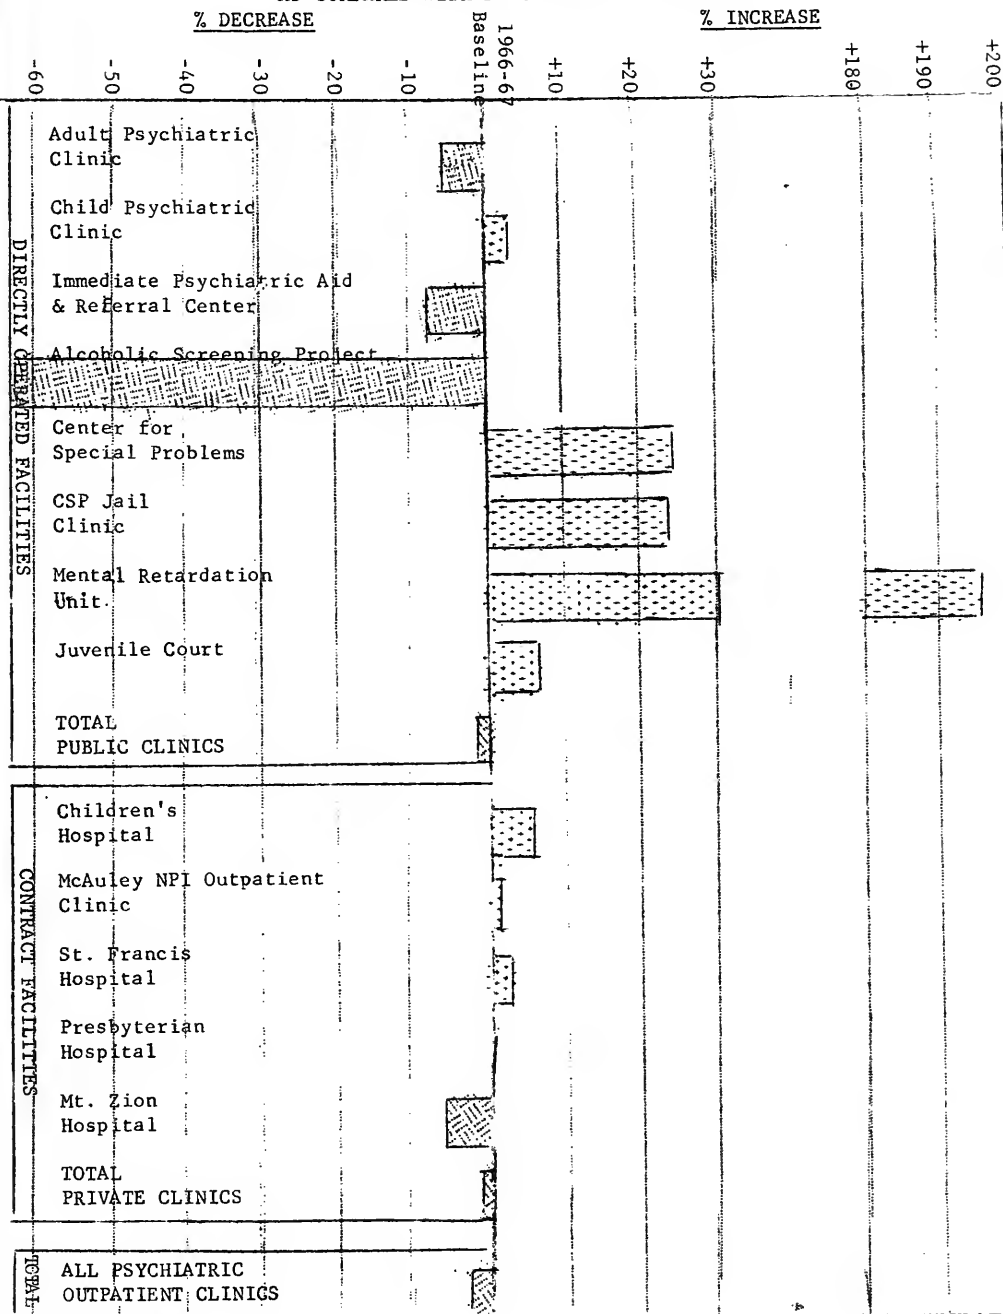 % DECREASE
% INCREASE
-60
-50
-40
-30
-20
-10
Baseline
1966-67
+10
+20
+30
+180
+190
+200
DIRECTLY OPERATED FACILITIES
Adult Psychiatric
Clinic
Child Psychiatric
Clinic
Immediate Psychiatric Aid
& Referral Center
Alcoholic Screening Project
Center for
Special Problems
CSP Jail
Clinic
Mental Retardation
Unit.
Juvenile Court
TOTAL
PUBLIC CLINICS
CONTRACT FACILITIES
Children's
Hospital
McAuley NPI Outpatient
Clinic
St. Francis
Hospital
Presbyterian
Hospital
Mt. Zion
Hospital
TOTAL
PRIVATE CLINICS
TOTAL
ALL PSYCHIATRIC
OUTPATIENT CLINICS